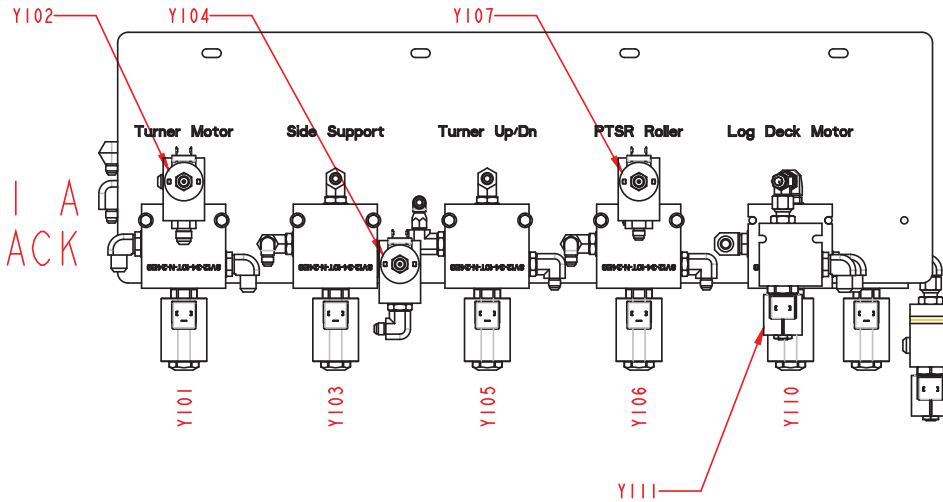 Y102
Y104
Y107
Turner Motor
Side Support
Turner Up/Dn
PTSR Roller
Log Deck Motor
I A
ACK
Y101
Y103
Y105
Y106
Y110
Y111